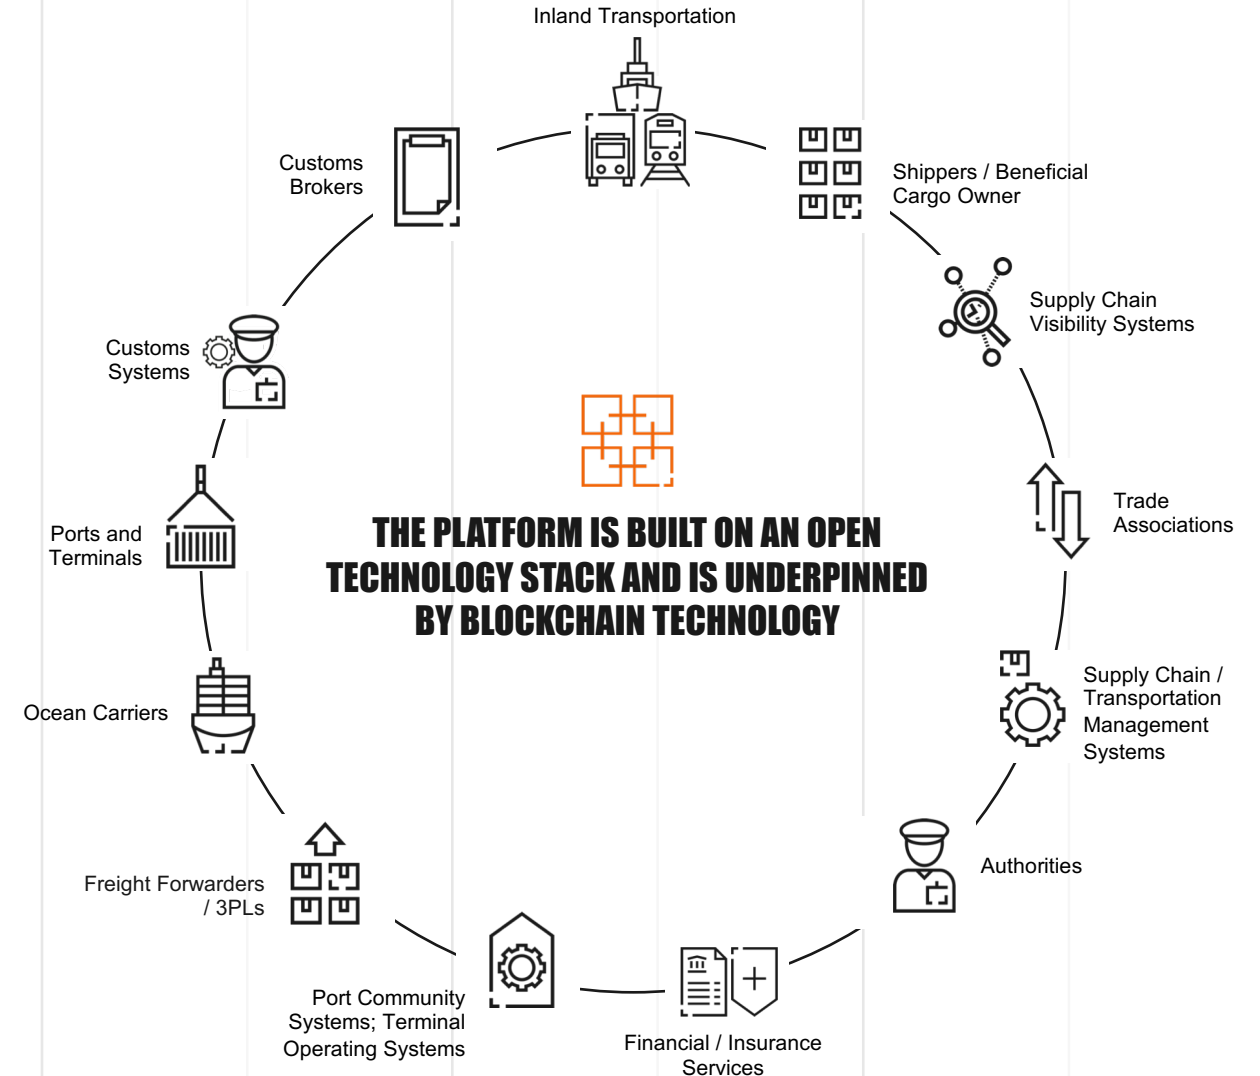 Inland Transportation
Customs
Brokers
Shippers / Beneficial
Cargo Owner
Supply Chain
Visibility Systems
Customs
Systems
Trade
Associations
Ports and
Terminals
THE PLATFORM IS BUILT ON AN OPEN
TECHNOLOGY STACK AND IS UNDERPINNED
BY BLOCKCHAIN TECHNOLOGY
Supply Chain /
Transportation
Management
Systems
Ocean Carriers
Authorities
Freight Forwarders
/ 3PLs
Port Community
Systems; Terminal
Operating Systems
Financial / Insurance
Services